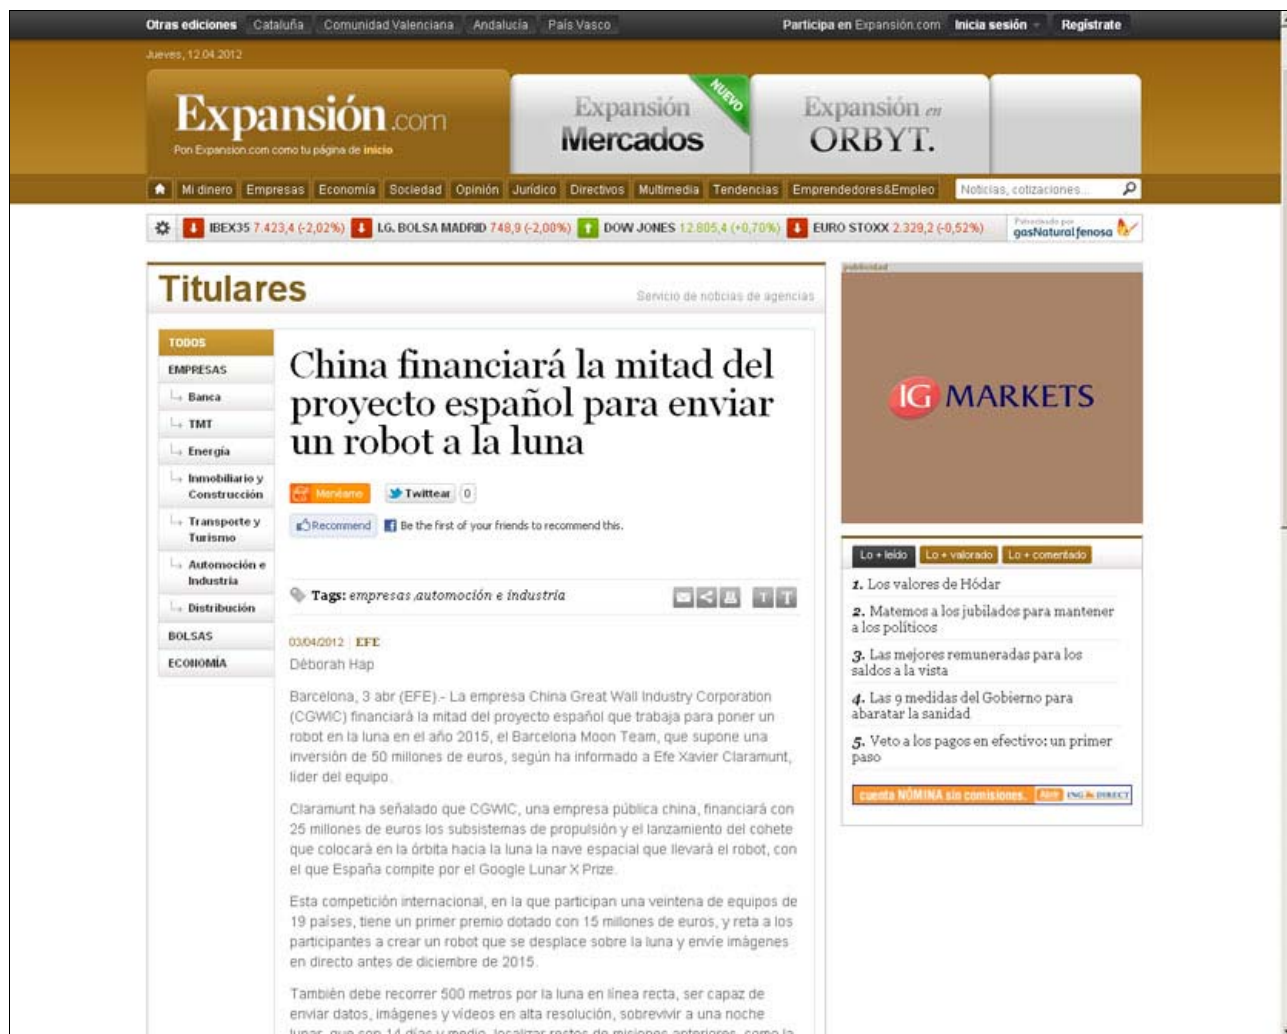 Otras ediciones Cataluña Comunidad Valenciana Andalucía País Vasco Participa en Expansión.com Inicia sesión Regístrate
Jueves, 12.04.2012
Expansión.com
Pon Expansion.com como tu página de inicio
Expansión
Mercados
NUEVO
Expansión en
ORBYT.
Mi dinero Empresas Economía Sociedad Opinión Jurídico Directivos Multimedia Tendencias Emprendedores&Empleo Noticias, cotizaciones...
IBEX35 7.423,4 (-2,02%) I.G. BOLSA MADRID 748,9 (-2,00%) DOW JONES 12.805,4 (+0,70%) EURO STOXX 2.329,2 (-0,52%)
Patrocinado por
gasNatural fenosa
Titulares
Servicio de noticias de agencias
TODOS
EMPRESAS
Banca
TMT
Energía
Inmobiliario y
Construcción
Transporte y
Turismo
Automoción e
Industria
Distribución
BOLSAS
ECONOMÍA
China financiará la mitad del
proyecto español para enviar
un robot a la luna
Menéame Twittear 0
Recommend Be the first of your friends to recommend this.
Tags: empresas ,automoción e industria
T T
03/04/2012 EFE
Déborah Hap
Barcelona, 3 abr (EFE).- La empresa China Great Wall Industry Corporation
(CGWIC) financiará la mitad del proyecto español que trabaja para poner un
robot en la luna en el año 2015, el Barcelona Moon Team, que supone una
inversión de 50 millones de euros, según ha informado a Efe Xavier Claramunt,
líder del equipo.
Claramunt ha señalado que CGWIC, una empresa pública china, financiará con
25 millones de euros los subsistemas de propulsión y el lanzamiento del cohete
que colocará en la órbita hacia la luna la nave espacial que llevará el robot, con
el que España compite por el Google Lunar X Prize.
Esta competición internacional, en la que participan una veintena de equipos de
19 países, tiene un primer premio dotado con 15 millones de euros, y reta a los
participantes a crear un robot que se desplace sobre la luna y envíe imágenes
en directo antes de diciembre de 2015.
También debe recorrer 500 metros por la luna en línea recta, ser capaz de
enviar datos, imágenes y vídeos en alta resolución, sobrevivir a una noche
lunar, que son 14 días y medio, localizar restos de misiones anteriores, como la
publicidad
IG MARKETS
Lo + leído Lo + valorado Lo + comentado
1. Los valores de Hódar
2. Matemos a los jubilados para mantener
a los políticos
3. Las mejores remuneradas para los
saldos a la vista
4. Las 9 medidas del Gobierno para
abaratar la sanidad
5. Veto a los pagos en efectivo: un primer
paso
cuenta NÓMINA sin comisiones. Abrir ING DIRECT